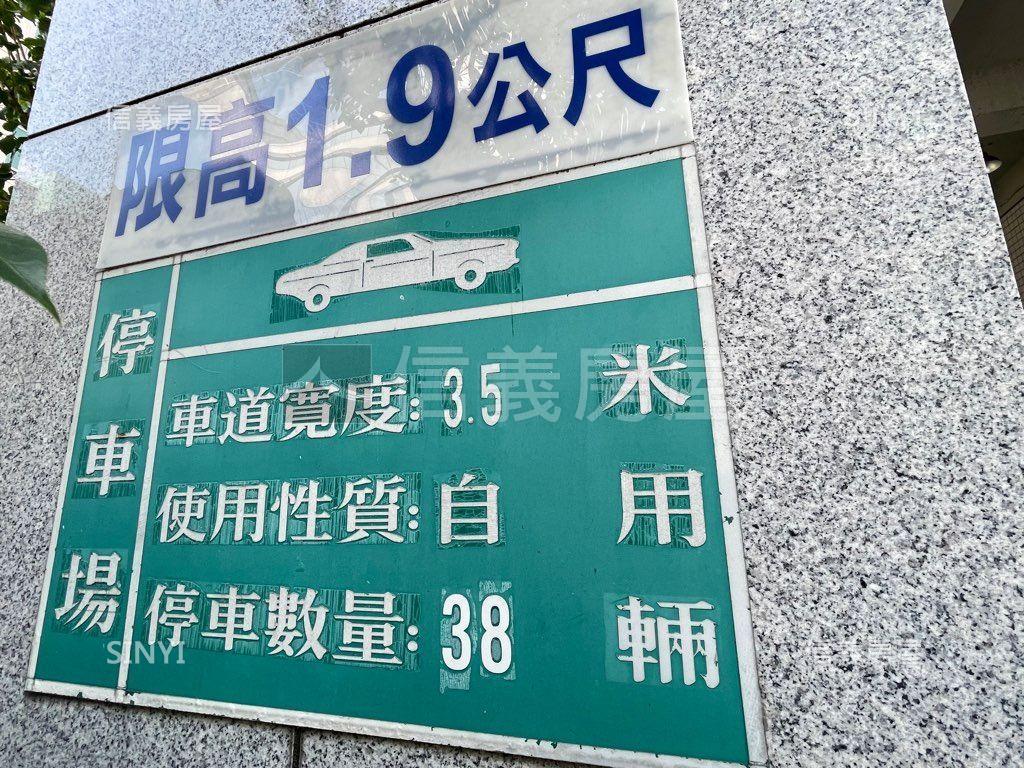 限高1.9公尺
停車場
車道寬度:3.5米
使用性質:自用
停車數量:38輛
信義房屋
信義房屋
SINYI
信義房屋